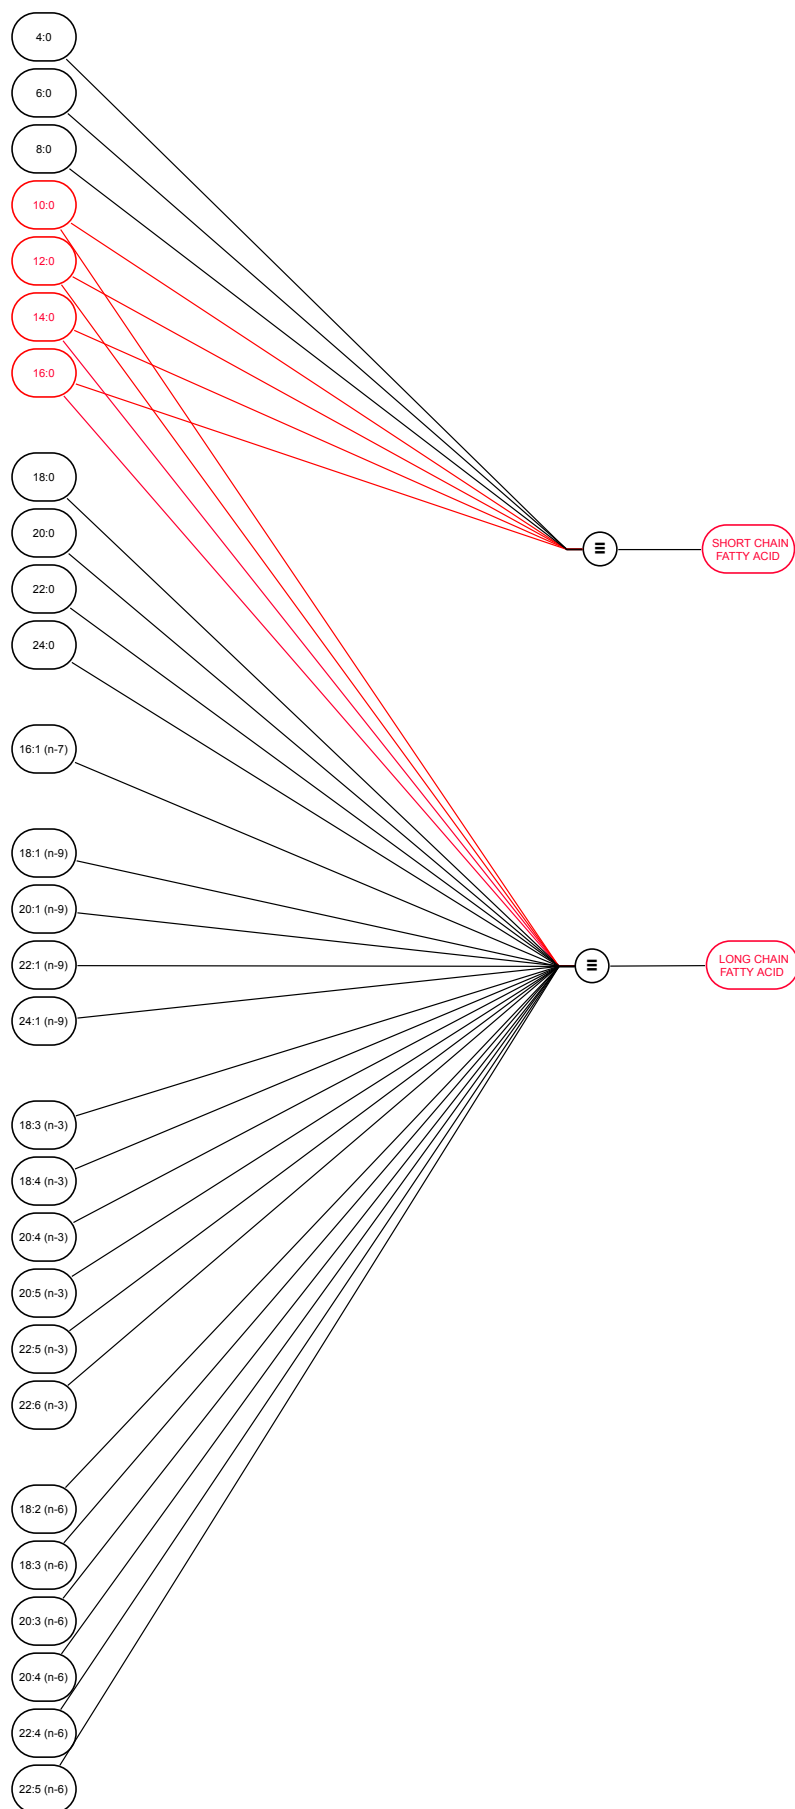 4:0
6:0
8:0
10:0
12:0
14:0
16:0
18:0
20:0
22:0
24:0
16:1 (n-7)
18:1 (n-9)
20:1 (n-9)
22:1 (n-9)
24:1 (n-9)
18:3 (n-3)
18:4 (n-3)
20:4 (n-3)
20:5 (n-3)
22:5 (n-3)
22:6 (n-3)
18:2 (n-6)
18:3 (n-6)
20:3 (n-6)
20:4 (n-6)
22:4 (n-6)
22:5 (n-6)
≡
SHORT CHAIN
FATTY ACID
≡
LONG CHAIN
FATTY ACID